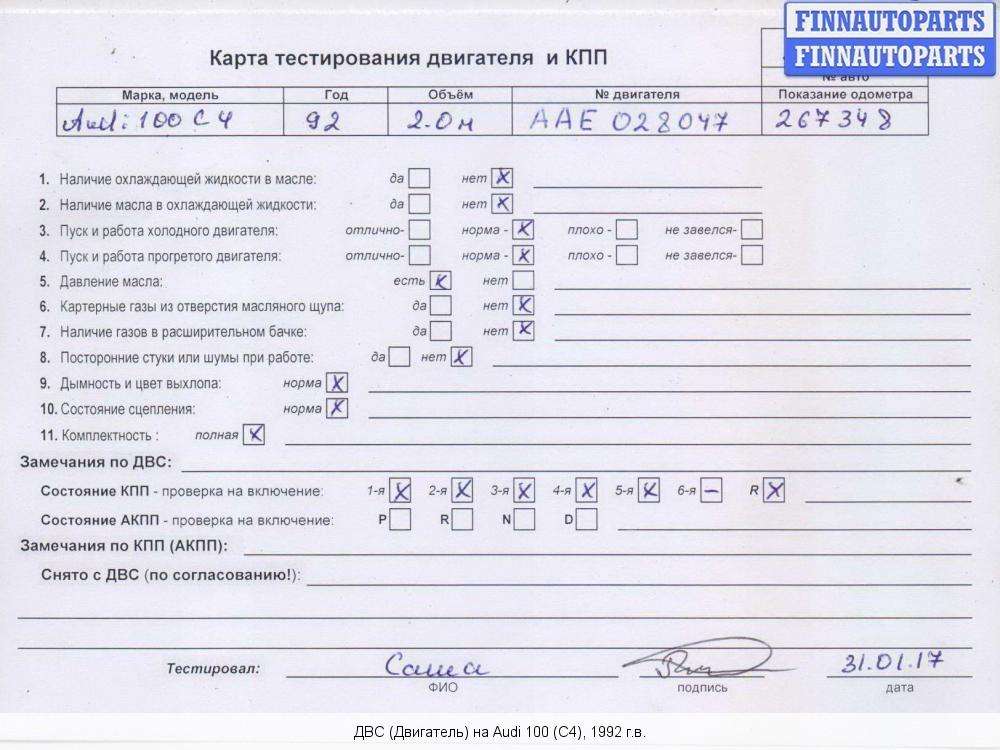 FINNAUTOPARTS
FINNAUTOPARTS
Карта тестирования двигателя и КПП
№ авто
Марка, модель Год Объём № двигателя Показание одометра
Audi 100 C4 92 2.0м AAE 028047 267348
1. Наличие охлаждающей жидкости в масле: да нет X
2. Наличие масла в охлаждающей жидкости: да нет X
3. Пуск и работа холодного двигателя: отлично- норма - X плохо - не завелся-
4. Пуск и работа прогретого двигателя: отлично- норма - X плохо - не завелся-
5. Давление масла: есть X нет
6. Картерные газы из отверстия масляного щупа: да нет X
7. Наличие газов в расширительном бачке: да нет X
8. Посторонние стуки или шумы при работе: да нет X
9. Дымность и цвет выхлопа: норма X
10. Состояние сцепления: норма X
11. Комплектность : полная X
Замечания по ДВС:
Состояние КПП - проверка на включение: 1-я X 2-я X 3-я X 4-я X 5-я X 6-я – R X
Состояние АКПП - проверка на включение: P R N D
Замечания по КПП (АКПП):
Снято с ДВС (по согласованию!):
Тестировал: Саша 31.01.17
ФИО подпись дата
ДВС (Двигатель) на Audi 100 (C4), 1992 г.в.